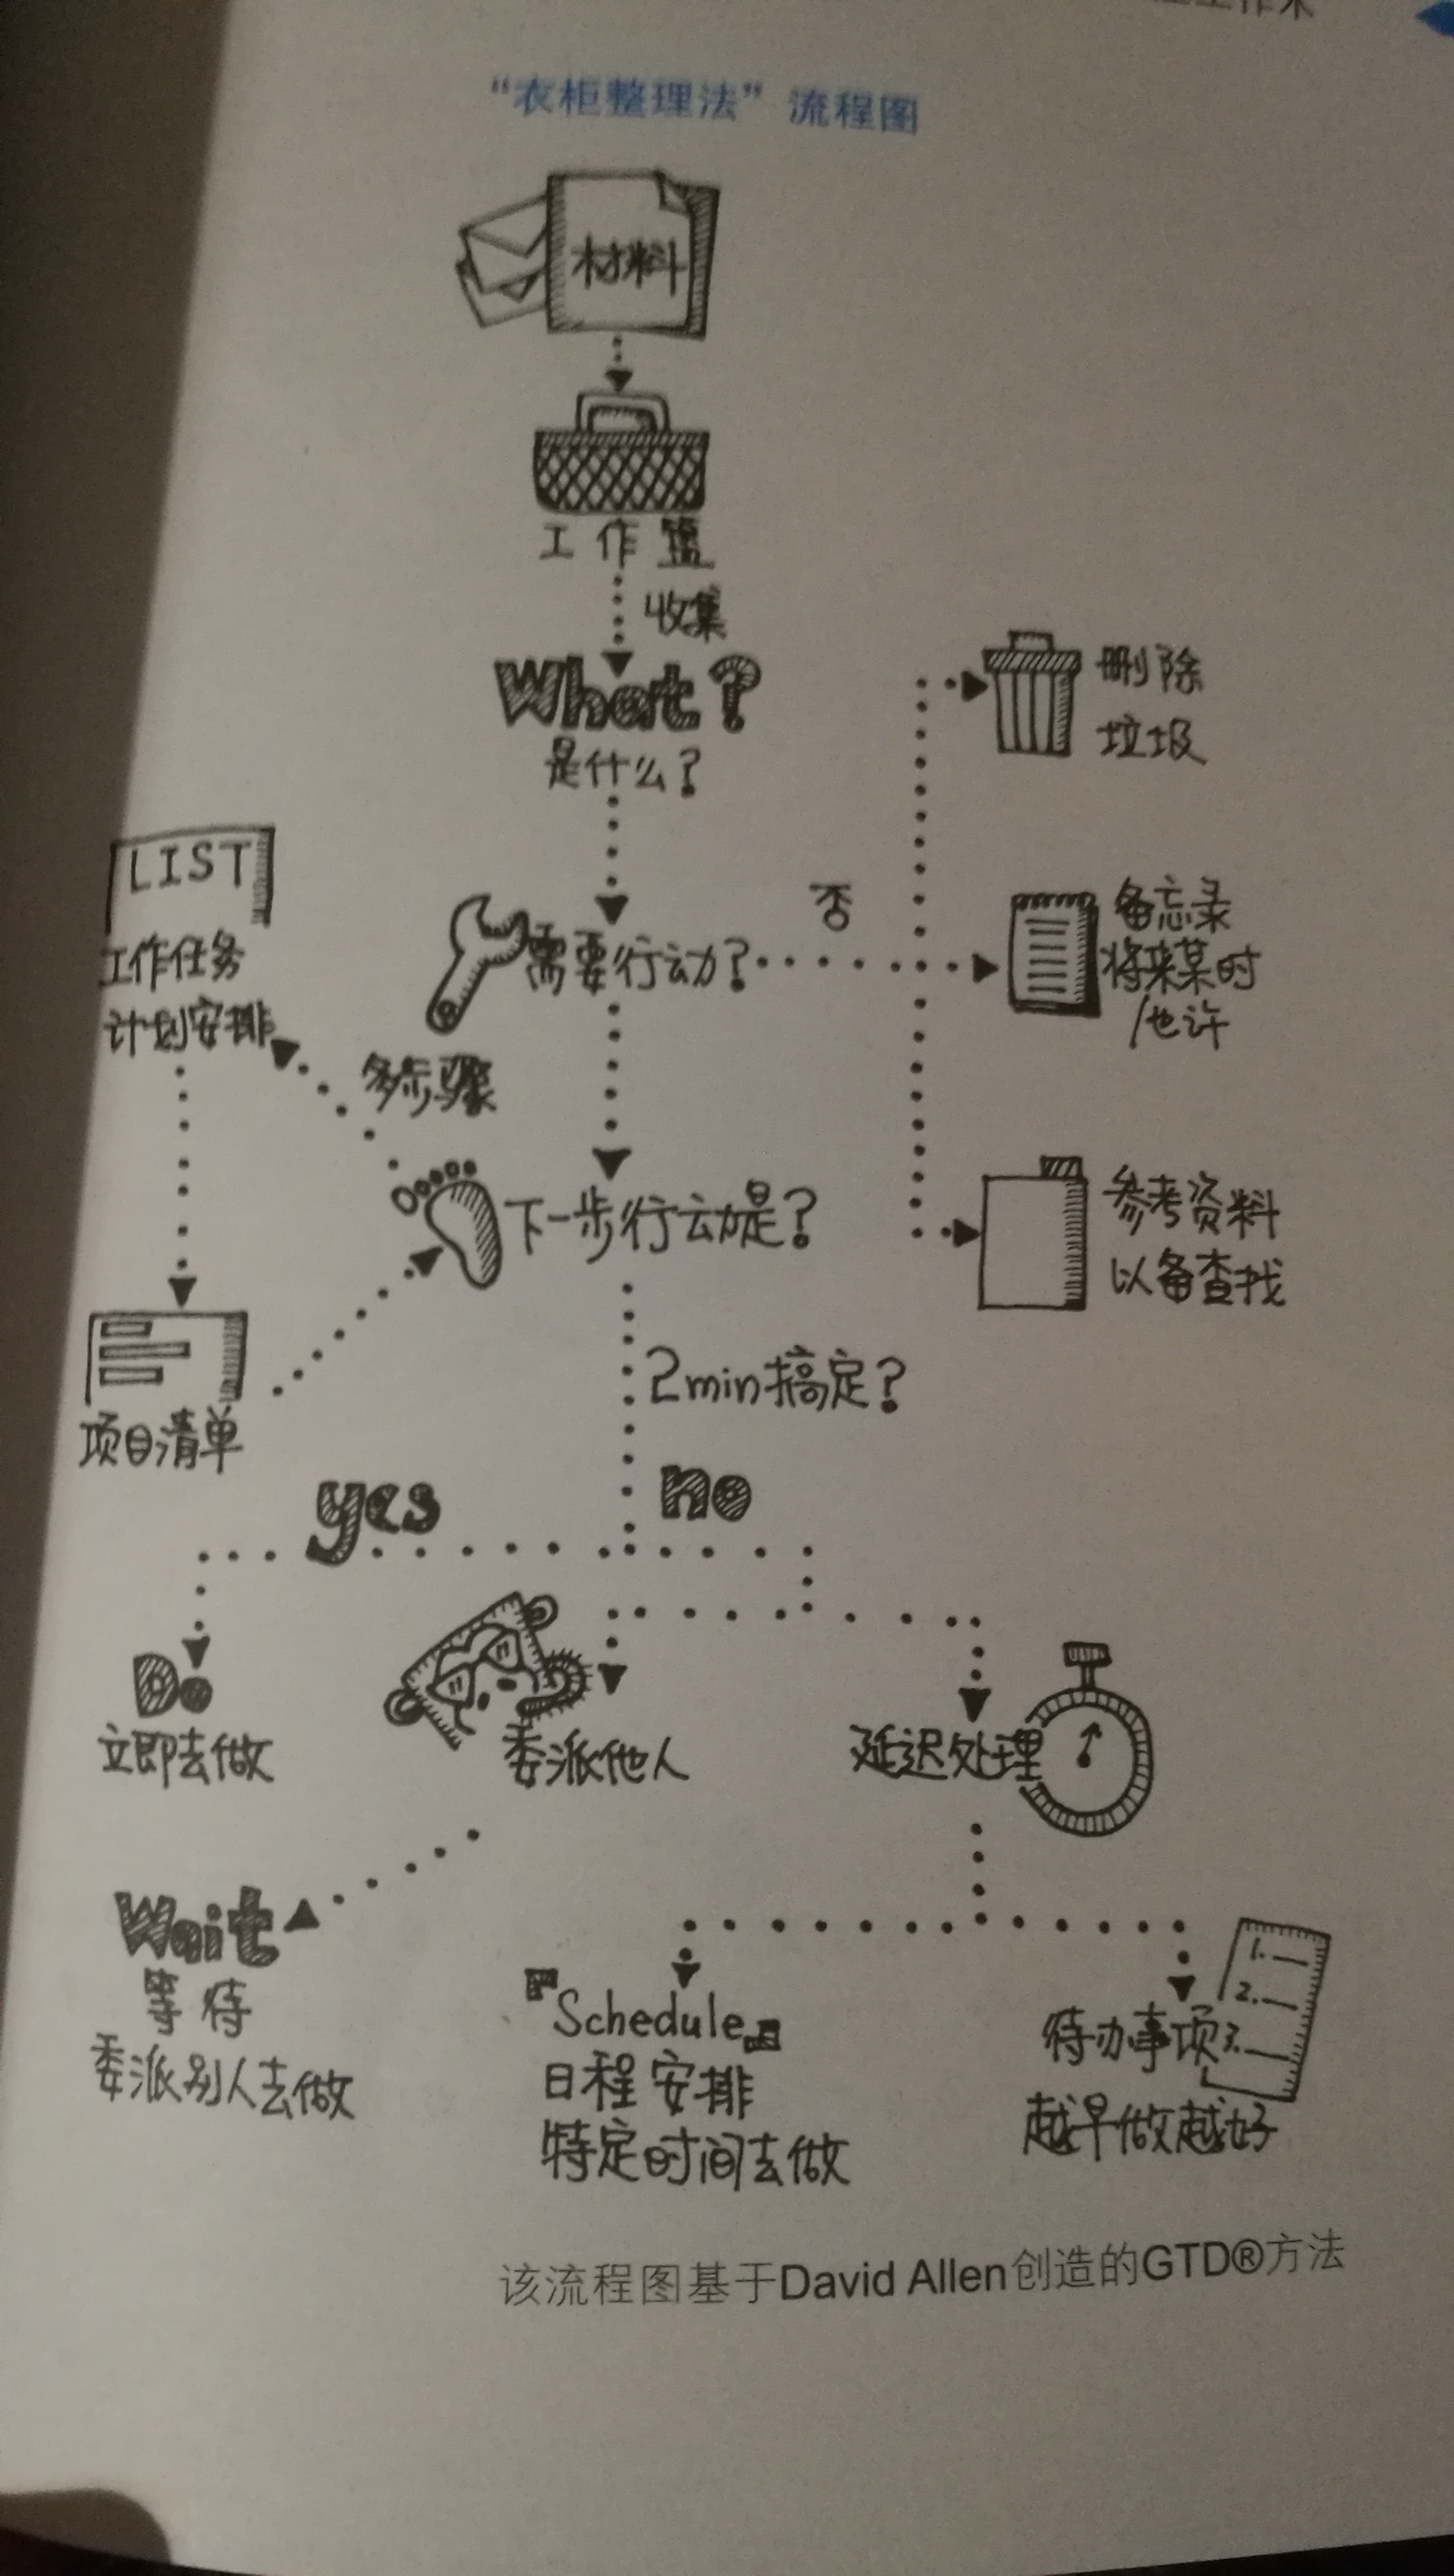 “衣柜整理法”流程图
材料
工作篮
收集
What?
是什么?
删除
垃圾
LIST
工作任务
计划安排
需要行动?
否
备忘录
将来某时
/也许
多步骤
下一步行动是?
参考资料
以备查找
2min搞定?
项目清单
yes
no
Do
立即去做
委派他人
延迟处理
Wait
等待
委派别人去做
Schedule
日程安排
特定时间去做
1.
2.
3.
待办事项
越早做越好
该流程图基于David Allen创造的GTD®方法